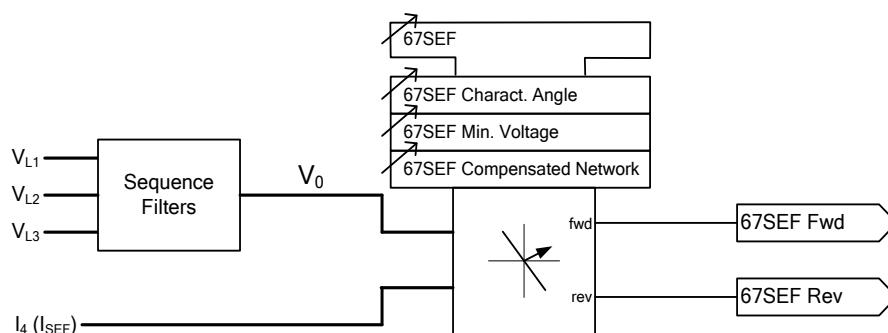 67SEF
67SEF Charact. Angle
67SEF Min. Voltage
67SEF Compensated Network
VL1
VL2
VL3
Sequence
Filters
V0
fwd
67SEF Fwd
rev
67SEF Rev
I4 (ISEF)